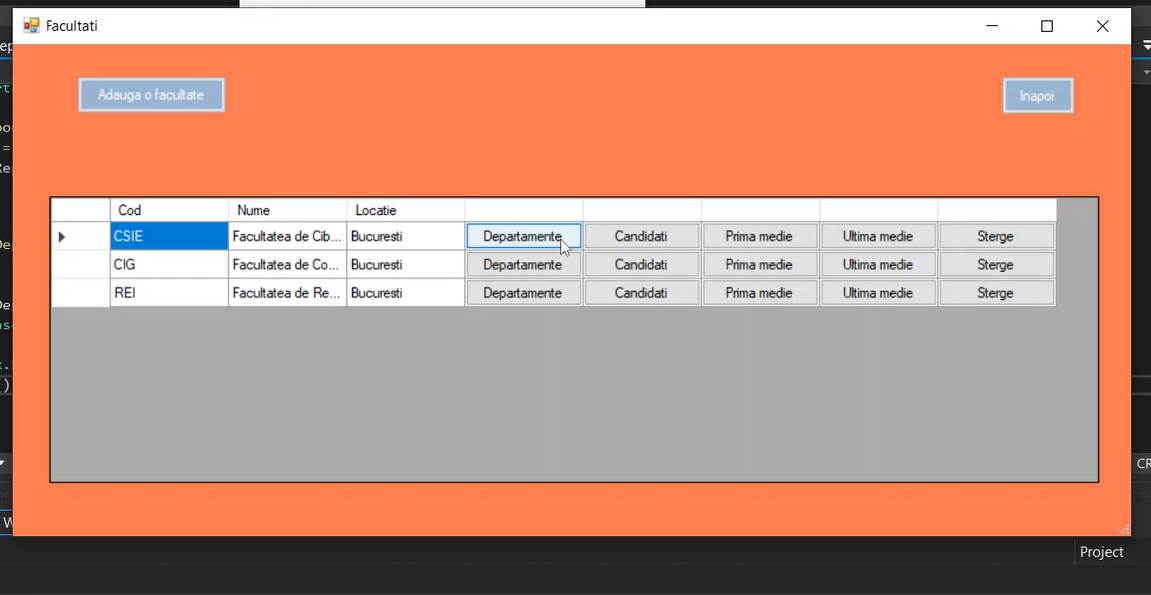 Facultati
Adauga o facultate
Inapoi
Cod Nume Locatie
CSIE Facultatea de Cib... Bucuresti Departamente Candidati Prima medie Ultima medie Sterge
CIG Facultatea de Co... Bucuresti Departamente Candidati Prima medie Ultima medie Sterge
REI Facultatea de Re... Bucuresti Departamente Candidati Prima medie Ultima medie Sterge
Project